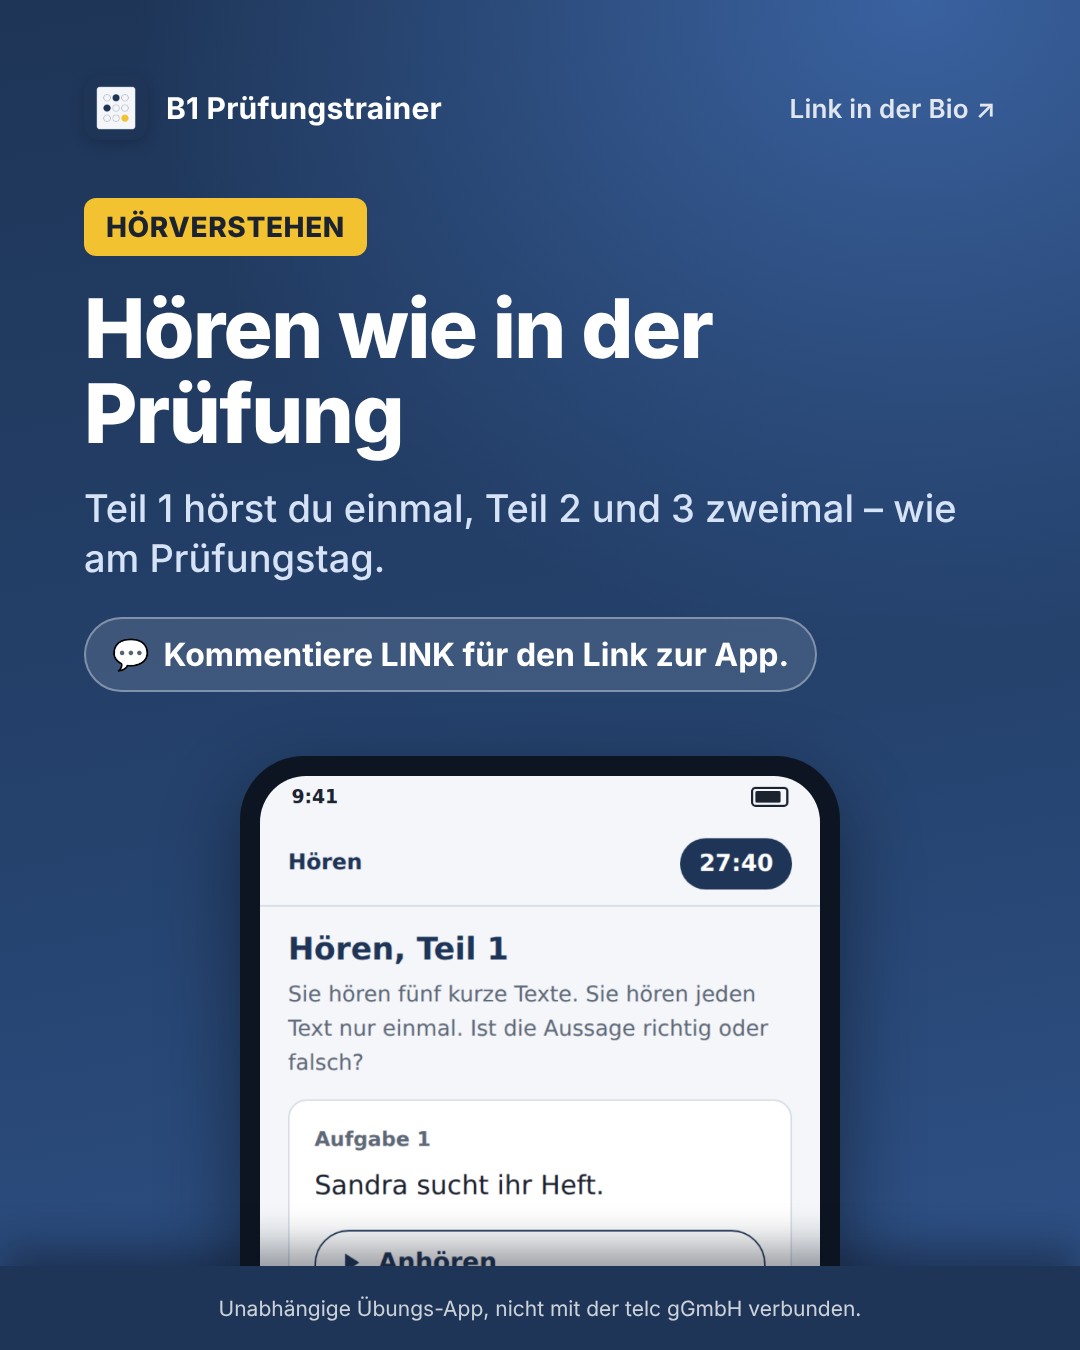 B1 Prüfungstrainer
Link in der Bio ↗
HÖRVERSTEHEN
Hören wie in der
Prüfung
Teil 1 hörst du einmal, Teil 2 und 3 zweimal – wie
am Prüfungstag.
💬 Kommentiere LINK für den Link zur App.
9:41
Hören
27:40
Hören, Teil 1
Sie hören fünf kurze Texte. Sie hören jeden
Text nur einmal. Ist die Aussage richtig oder
falsch?
Aufgabe 1
Sandra sucht ihr Heft.
▶ Anhören
Unabhängige Übungs-App, nicht mit der telc gGmbH verbunden.